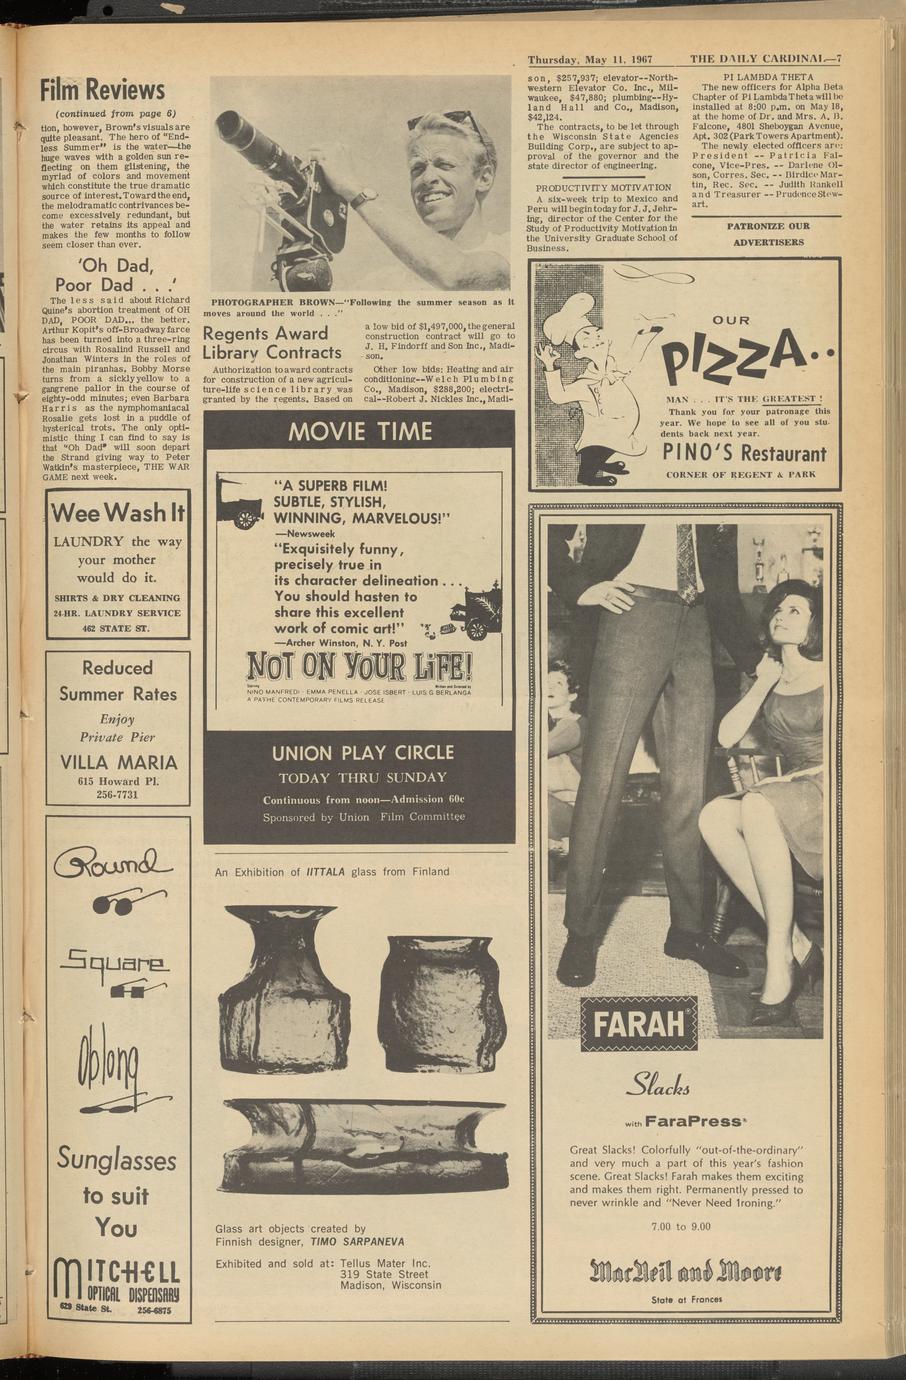 Thursday, May 11, 1967
THE DAILY CARDINAL—7
Film Reviews
(continued from page 6)
tion, however, Brown's visuals are
quite pleasant. The hero of "End-
less Summer" is the water—the
huge waves with a golden sun re-
flecting on them glistening, the
myriad of colors and movement
which constitute the true dramatic
source of interest. Toward the end,
the melodramatic contrivances be-
come excessively redundant, but
the water retains its appeal and
makes the few months to follow
seem closer than ever.
'Oh Dad,
Poor Dad . . .'
The less said about Richard
Quine's abortion treatment of OH
DAD, POOR DAD... the better.
Arthur Kopit's off-Broadway farce
has been turned into a three-ring
circus with Rosalind Russell and
Jonathan Winters in the roles of
the main piranhas. Bobby Morse
turns from a sickly yellow to a
gangrene pallor in the course of
eighty-odd minutes; even Barbara
Harris as the nymphomaniacal
Rosalie gets lost in a puddle of
hysterical trots. The only opti-
mistic thing I can find to say is
that "Oh Dad" will soon depart
the Strand giving way to Peter
Watkin's masterpiece, THE WAR
GAME next week.
Wee Wash It
LAUNDRY the way
your mother
would do it.
SHIRTS & DRY CLEANING
24-HR. LAUNDRY SERVICE
462 STATE ST.
Reduced
Summer Rates
Enjoy
Private Pier
VILLA MARIA
615 Howard Pl.
256-7731
Round
Square
Oblong
Sunglasses
to suit
You
MITCHELL
OPTICAL DISPENSARY
629 State St. 256-6875
PHOTOGRAPHER BROWN—"Following the summer season as it
moves around the world . . ."
Regents Award
Library Contracts
Authorization to award contracts
for construction of a new agricul-
ture-life science library was
granted by the regents. Based on
a low bid of $1,497,000, the general
construction contract will go to
J. H. Findorff and Son Inc., Madi-
son.
Other low bids: Heating and air
conditioning--Welch Plumbing
Co., Madison, $288,200; electri-
cal--Robert J. Nickles Inc., Madi-
MOVIE TIME
"A SUPERB FILM!
SUBTLE, STYLISH,
WINNING, MARVELOUS!"
—Newsweek
"Exquisitely funny,
precisely true in
its character delineation . . .
You should hasten to
share this excellent
work of comic art!"
—Archer Winston, N. Y. Post
NOT ON YOUR LiFE!
Starring
Written and Directed by
NINO MANFREDI · EMMA PENELLA · JOSE ISBERT · LUIS G BERLANGA
A PATHE CONTEMPORARY FILMS RELEASE
UNION PLAY CIRCLE
TODAY THRU SUNDAY
Continuous from noon—Admission 60c
Sponsored by Union Film Committee
An Exhibition of IITTALA glass from Finland
Glass art objects created by
Finnish designer, TIMO SARPANEVA
Exhibited and sold at: Tellus Mater Inc.
319 State Street
Madison, Wisconsin
son, $257,937; elevator--North-
western Elevator Co. Inc., Mil-
waukee, $47,880; plumbing--Hy-
land Hall and Co., Madison,
$42,124.
The contracts, to be let through
the Wisconsin State Agencies
Building Corp., are subject to ap-
proval of the governor and the
state director of engineering.
PRODUCTIVITY MOTIVATION
A six-week trip to Mexico and
Peru will begin today for J. J. Jehr-
ing, director of the Center for the
Study of Productivity Motivation in
the University Graduate School of
Business.
PI LAMBDA THETA
The new officers for Alpha Beta
Chapter of Pi Lambda Theta will be
installed at 8:00 p.m. on May 18,
at the home of Dr. and Mrs. A. B.
Falcone, 4801 Sheboygan Avenue,
Apt. 302 (Park Towers Apartment).
The newly elected officers are:
President -- Patricia Fal-
cone, Vice-Pres. -- Darlene Ol-
son, Corres. Sec. -- Birdice Mar-
tin, Rec. Sec. -- Judith Rankell
and Treasurer -- Prudence Stew-
art.
PATRONIZE OUR
ADVERTISERS
OUR
PIZZA..
MAN . . . IT'S THE GREATEST!
Thank you for your patronage this
year. We hope to see all of you stu-
dents back next year.
PINO'S Restaurant
CORNER OF REGENT & PARK
FARAH®
Slacks
with FaraPress®
Great Slacks! Colorfully "out-of-the-ordinary"
and very much a part of this year's fashion
scene. Great Slacks! Farah makes them exciting
and makes them right. Permanently pressed to
never wrinkle and "Never Need Ironing."
7.00 to 9.00
MacNeil and Moore
State at Frances